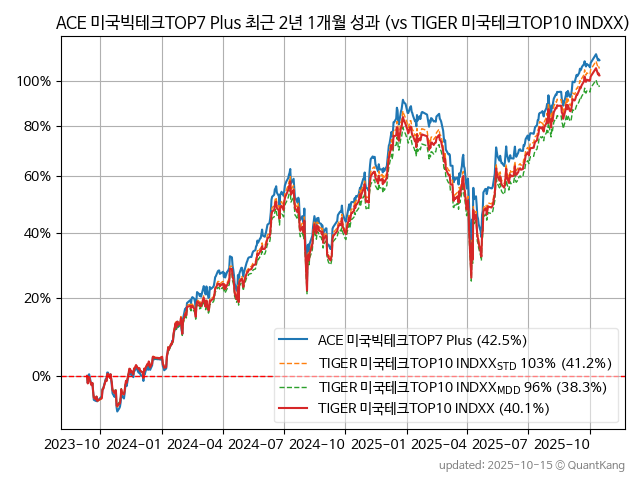 ACE 미국빅테크TOP7 Plus 최근 2년 1개월 성과 (vs TIGER 미국테크TOP10 INDXX)
100%
80%
60%
40%
20%
0%
ACE 미국빅테크TOP7 Plus (42.5%)
TIGER 미국테크TOP10 INDXX_STD 103% (41.2%)
TIGER 미국테크TOP10 INDXX_MDD 96% (38.3%)
TIGER 미국테크TOP10 INDXX (40.1%)
2023-10 2024-01 2024-04 2024-07 2024-10 2025-01 2025-04 2025-07 2025-10
updated: 2025-10-15 © QuantKang